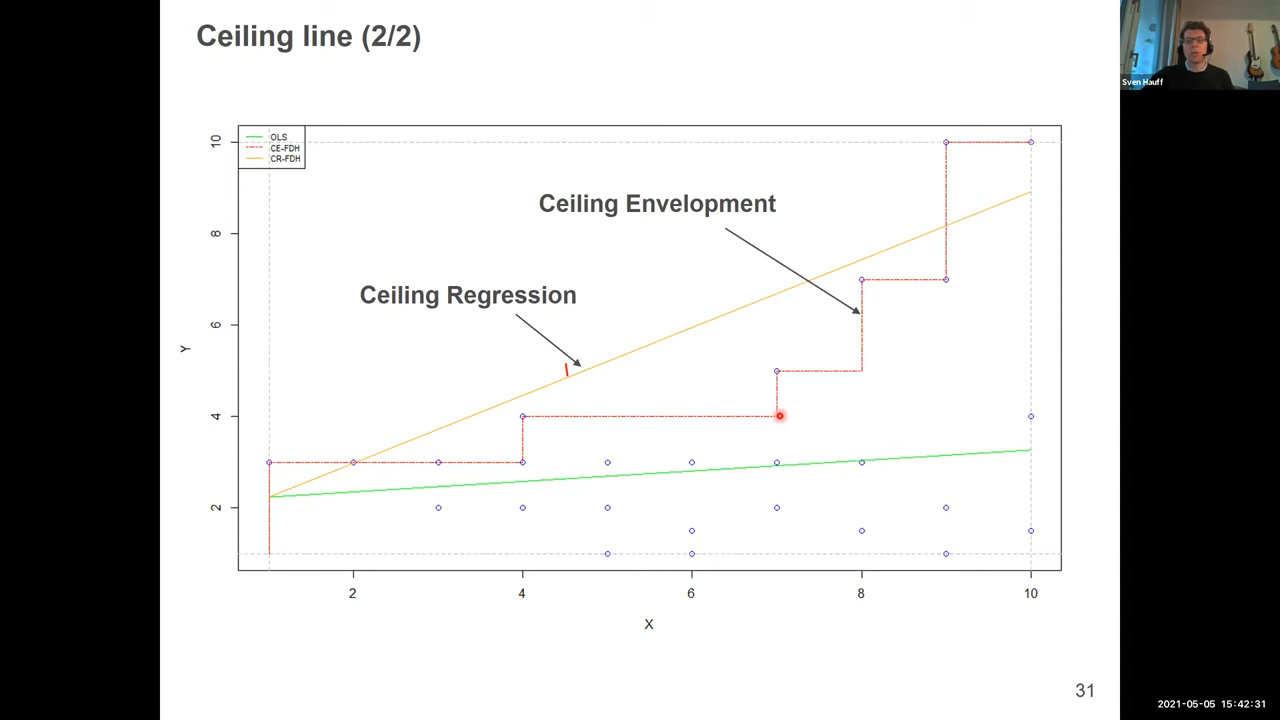 Ceiling line (2/2)
Sven Hauff
OLS
CE-FDH
CR-FDH
Ceiling Envelopment
Ceiling Regression
10
8
6
4
2
Y
2
4
6
8
10
X
31
2021-05-05 15:42:31